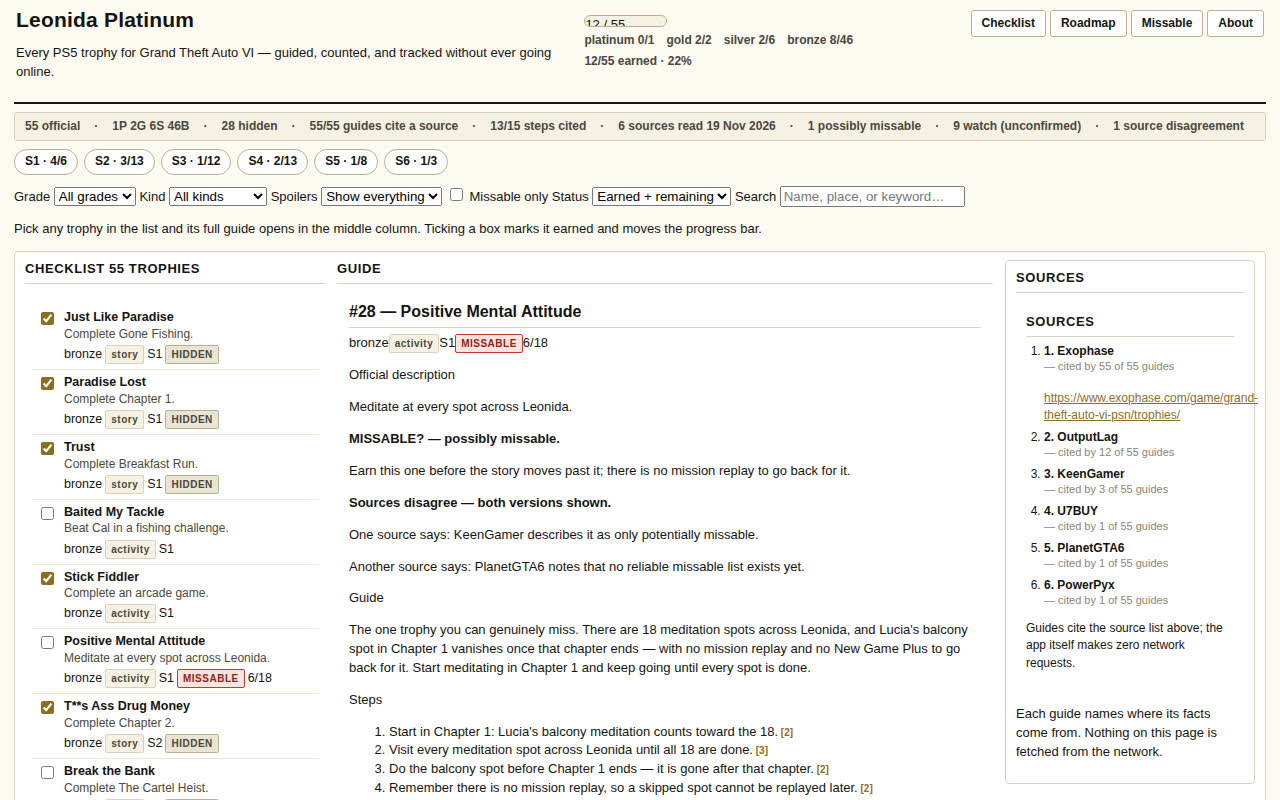 Leonida Platinum
Every PS5 trophy for Grand Theft Auto VI — guided, counted, and tracked without ever going
online.
12 / 55
platinum 0/1 gold 2/2 silver 2/6 bronze 8/46
12/55 earned · 22%
Checklist Roadmap Missable About
55 official · 1P 2G 6S 46B · 28 hidden · 55/55 guides cite a source · 13/15 steps cited · 6 sources read 19 Nov 2026 · 1 possibly missable · 9 watch (unconfirmed) · 1 source disagreement
S1 · 4/6 S2 · 3/13 S3 · 1/12 S4 · 2/13 S5 · 1/8 S6 · 1/3
Grade All grades Kind All kinds Spoilers Show everything Missable only Status Earned + remaining Search Name, place, or keyword…
Pick any trophy in the list and its full guide opens in the middle column. Ticking a box marks it earned and moves the progress bar.
CHECKLIST 55 TROPHIES
Just Like Paradise
Complete Gone Fishing.
bronze story S1 HIDDEN
Paradise Lost
Complete Chapter 1.
bronze story S1 HIDDEN
Trust
Complete Breakfast Run.
bronze story S1 HIDDEN
Baited My Tackle
Beat Cal in a fishing challenge.
bronze activity S1
Stick Fiddler
Complete an arcade game.
bronze activity S1
Positive Mental Attitude
Meditate at every spot across Leonida.
bronze activity S1 MISSABLE 6/18
T**s Ass Drug Money
Complete Chapter 2.
bronze story S2 HIDDEN
Break the Bank
Complete The Cartel Heist.
GUIDE
#28 — Positive Mental Attitude
bronze activity S1 MISSABLE 6/18
Official description
Meditate at every spot across Leonida.
MISSABLE? — possibly missable.
Earn this one before the story moves past it; there is no mission replay to go back for it.
Sources disagree — both versions shown.
One source says: KeenGamer describes it as only potentially missable.
Another source says: PlanetGTA6 notes that no reliable missable list exists yet.
Guide
The one trophy you can genuinely miss. There are 18 meditation spots across Leonida, and Lucia's balcony
spot in Chapter 1 vanishes once that chapter ends — with no mission replay and no New Game Plus to go
back for it. Start meditating in Chapter 1 and keep going until every spot is done.
Steps
1. Start in Chapter 1: Lucia's balcony meditation counts toward the 18. [2]
2. Visit every meditation spot across Leonida until all 18 are done. [3]
3. Do the balcony spot before Chapter 1 ends — it is gone after that chapter. [2]
4. Remember there is no mission replay, so a skipped spot cannot be replayed later. [2]
SOURCES
SOURCES
1. 1. Exophase
— cited by 55 of 55 guides
https://www.exophase.com/game/grand-
theft-auto-vi-psn/trophies/
2. 2. OutputLag
— cited by 12 of 55 guides
3. 3. KeenGamer
— cited by 3 of 55 guides
4. 4. U7BUY
— cited by 1 of 55 guides
5. 5. PlanetGTA6
— cited by 1 of 55 guides
6. 6. PowerPyx
— cited by 1 of 55 guides
Guides cite the source list above; the
app itself makes zero network
requests.
Each guide names where its facts
come from. Nothing on this page is
fetched from the network.